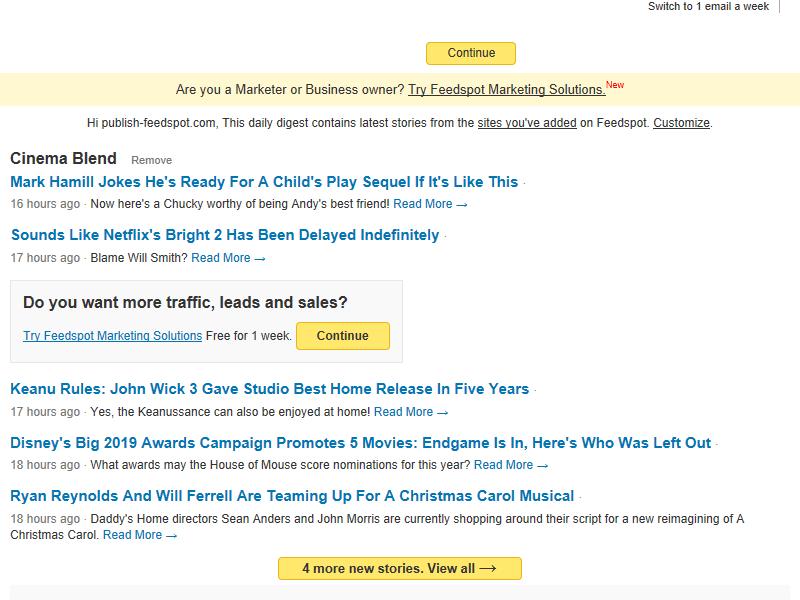 Switch to 1 email a week
Continue
Are you a Marketer or Business owner? Try Feedspot Marketing Solutions.New
Hi publish-feedspot.com, This daily digest contains latest stories from the sites you've added on Feedspot. Customize.
Cinema Blend Remove
Mark Hamill Jokes He's Ready For A Child's Play Sequel If It's Like This ·
16 hours ago · Now here's a Chucky worthy of being Andy's best friend! Read More →
Sounds Like Netflix's Bright 2 Has Been Delayed Indefinitely ·
17 hours ago · Blame Will Smith? Read More →
Do you want more traffic, leads and sales?
Try Feedspot Marketing Solutions Free for 1 week. Continue
Keanu Rules: John Wick 3 Gave Studio Best Home Release In Five Years ·
17 hours ago · Yes, the Keanussance can also be enjoyed at home! Read More →
Disney's Big 2019 Awards Campaign Promotes 5 Movies: Endgame Is In, Here's Who Was Left Out ·
18 hours ago · What awards may the House of Mouse score nominations for this year? Read More →
Ryan Reynolds And Will Ferrell Are Teaming Up For A Christmas Carol Musical ·
18 hours ago · Daddy's Home directors Sean Anders and John Morris are currently shopping around their script for a new reimagining of A
Christmas Carol. Read More →
4 more new stories. View all →